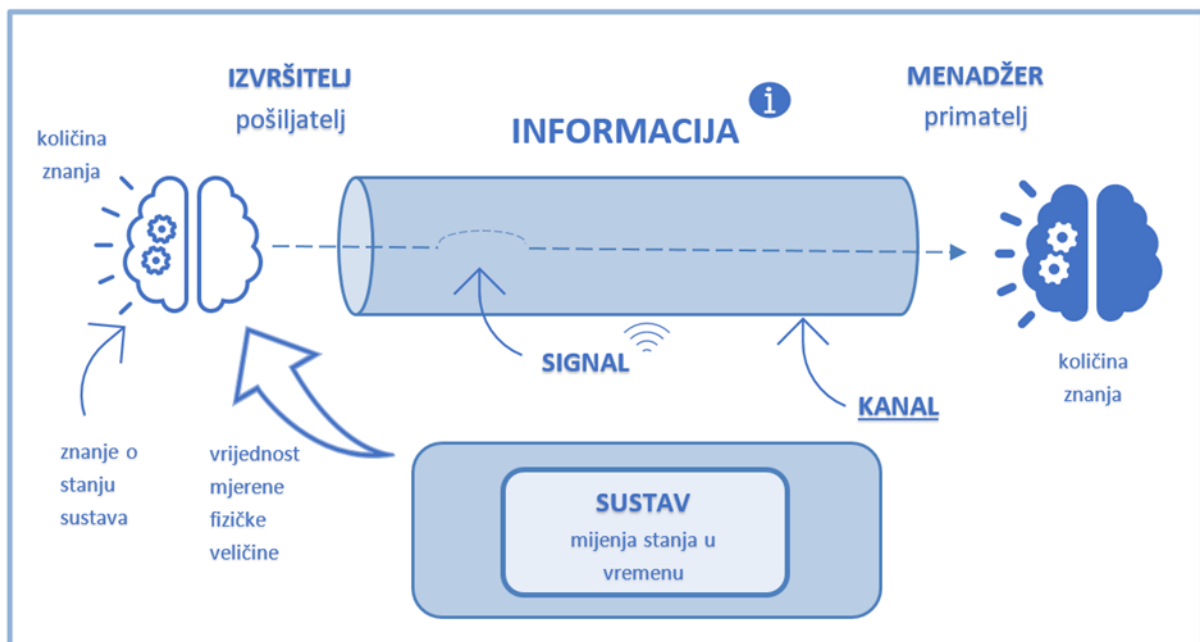 IZVRŠITELJ
pošiljatelj
MENADŽER
primatelj
i
INFORMACIJA
količina
znanja
SIGNAL
KANAL
količina
znanja
znanje o
stanju
sustava
vrijednost
mjerene
fizičke
veličine
SUSTAV
mijenja stanja u
vremenu